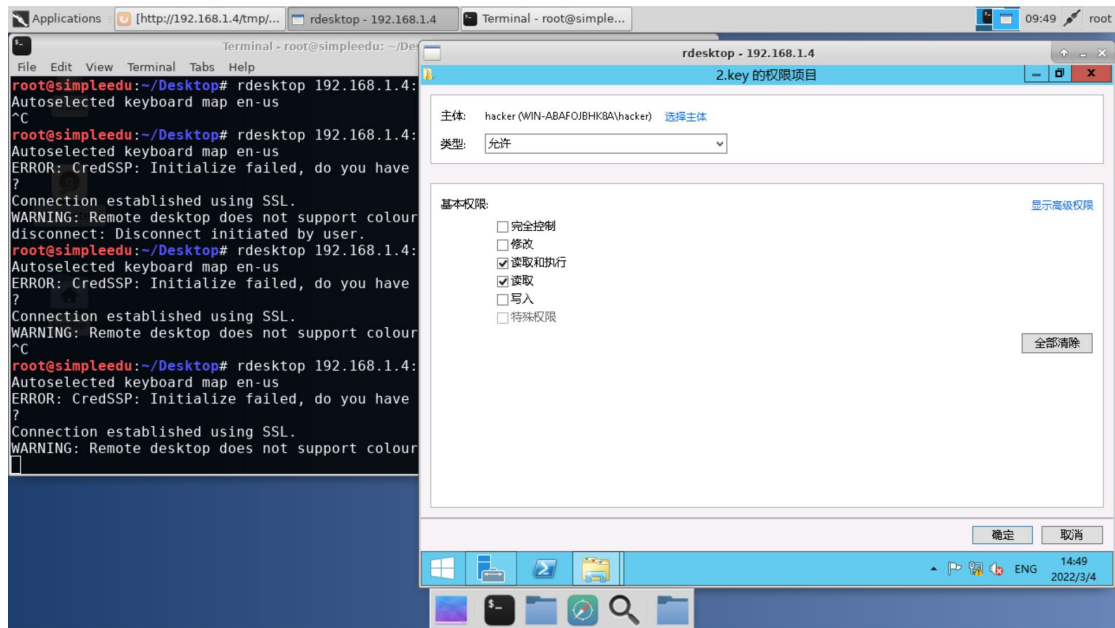 Applications
[http://192.168.1.4/tmp/...
rdesktop - 192.168.1.4
Terminal - root@simple...
09:49
root
Terminal - root@simpleedu: ~/Des
File Edit View Terminal Tabs Help
root@simpleedu:~/Desktop# rdesktop 192.168.1.4:
Autoselected keyboard map en-us
^C
root@simpleedu:~/Desktop# rdesktop 192.168.1.4:
Autoselected keyboard map en-us
ERROR: CredSSP: Initialize failed, do you have
?
Connection established using SSL.
WARNING: Remote desktop does not support colour
disconnect: Disconnect initiated by user.
root@simpleedu:~/Desktop# rdesktop 192.168.1.4:
Autoselected keyboard map en-us
ERROR: CredSSP: Initialize failed, do you have
?
Connection established using SSL.
WARNING: Remote desktop does not support colour
^C
root@simpleedu:~/Desktop# rdesktop 192.168.1.4:
Autoselected keyboard map en-us
ERROR: CredSSP: Initialize failed, do you have
?
Connection established using SSL.
WARNING: Remote desktop does not support colour
rdesktop - 192.168.1.4
2.key 的权限项目
主体: hacker (WIN-ABAFOJBHK8A\hacker) 选择主体
类型: 允许
基本权限: 显示高级权限
完全控制
修改
读取和执行
读取
写入
特殊权限
全部清除
确定 取消
ENG
14:49
2022/3/4